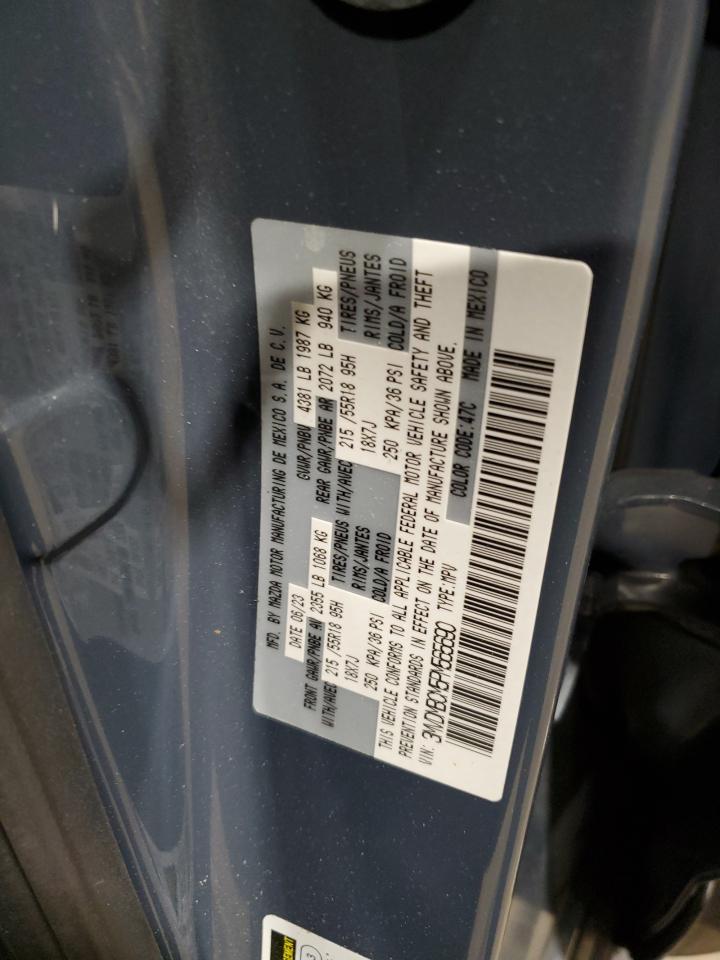 MFD. BY MAZDA MOTOR MANUFACTURING DE MEXICO S.A. DE C.V.
DATE 06/23 GVWR/PNBV 4381 LB 1987 KG
FRONT GAWR/PNBE AV 2355 LB 1068 KG REAR GAWR/PNBE AR 2072 LB 940 KG
WITH/AVEC 215 /55R18 95H TIRES/PNEUS WITH/AVEC 215 /55R18 95H TIRES/PNEUS
18X7J RIMS/JANTES 18X7J RIMS/JANTES
250 KPA/36 PSI COLD/A FROID 250 KPA/36 PSI COLD/A FROID
THIS VEHICLE CONFORMS TO ALL APPLICABLE FEDERAL MOTOR VEHICLE SAFETY AND THEFT
PREVENTION STANDARDS IN EFFECT ON THE DATE OF MANUFACTURE SHOWN ABOVE.
VIN: TYPE:MPV COLOR CODE:47C MADE IN MEXICO